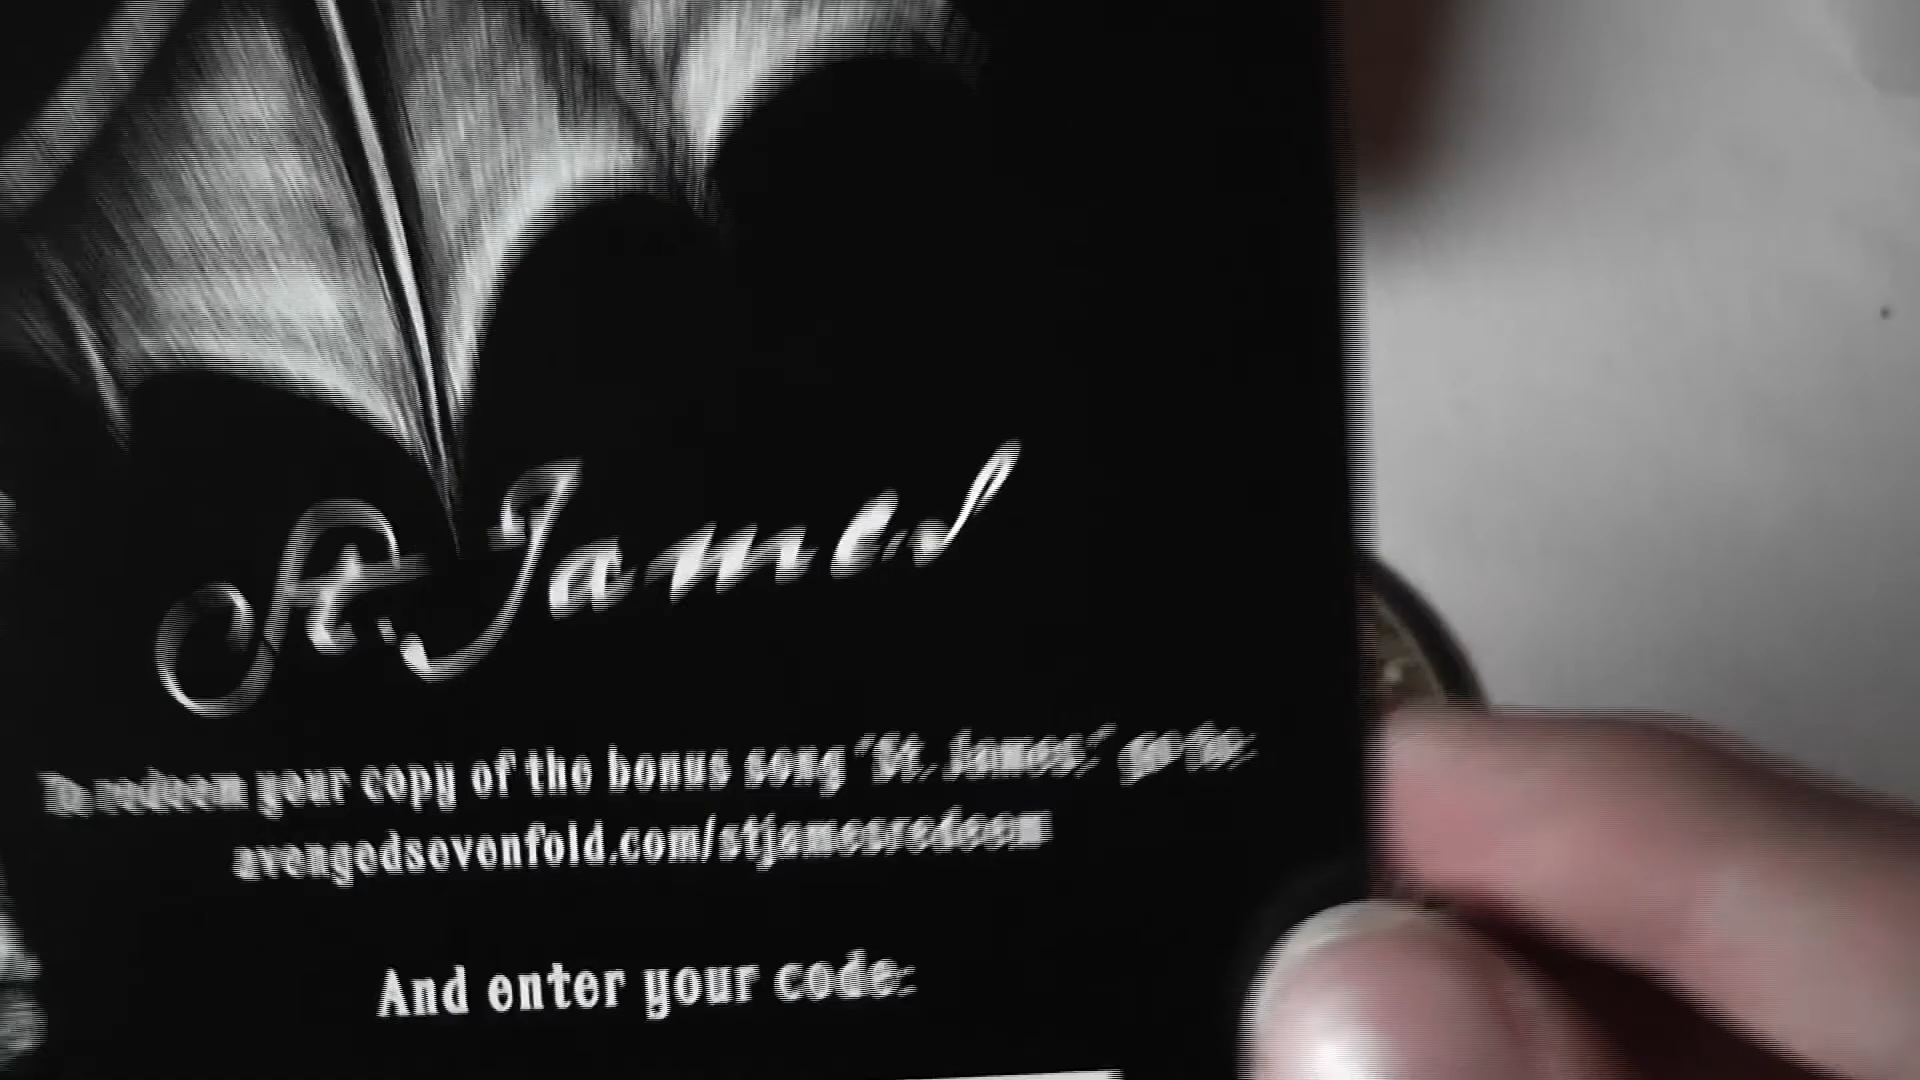 St. James
To redeem your copy of the bonus song "St. James," go to:
avengedsevenfold.com/stjamesredeem
And enter your code: